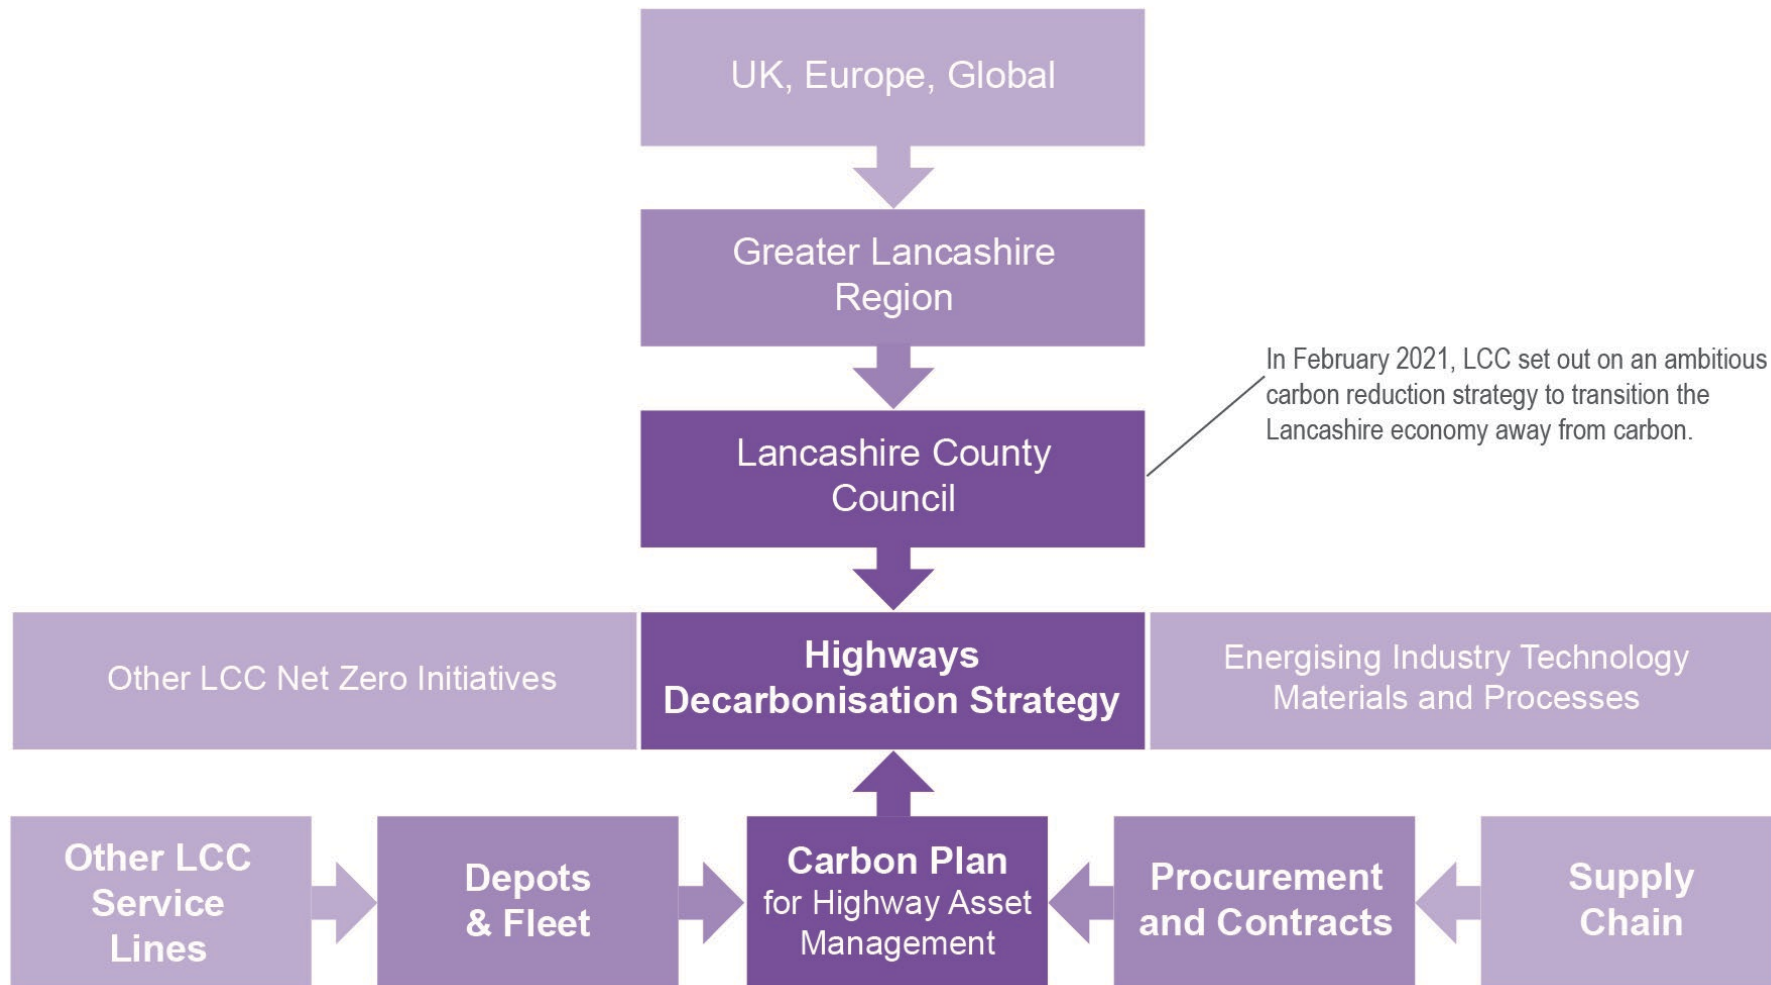 UK, Europe, Global
Greater Lancashire
Region
In February 2021, LCC set out on an ambitious
carbon reduction strategy to transition the
Lancashire economy away from carbon.
Lancashire County
Council
Other LCC Net Zero Initiatives
Highways
Decarbonisation Strategy
Energising Industry Technology
Materials and Processes
Other LCC
Service
Lines
Depots
& Fleet
Carbon Plan
for Highway Asset
Management
Procurement
and Contracts
Supply
Chain